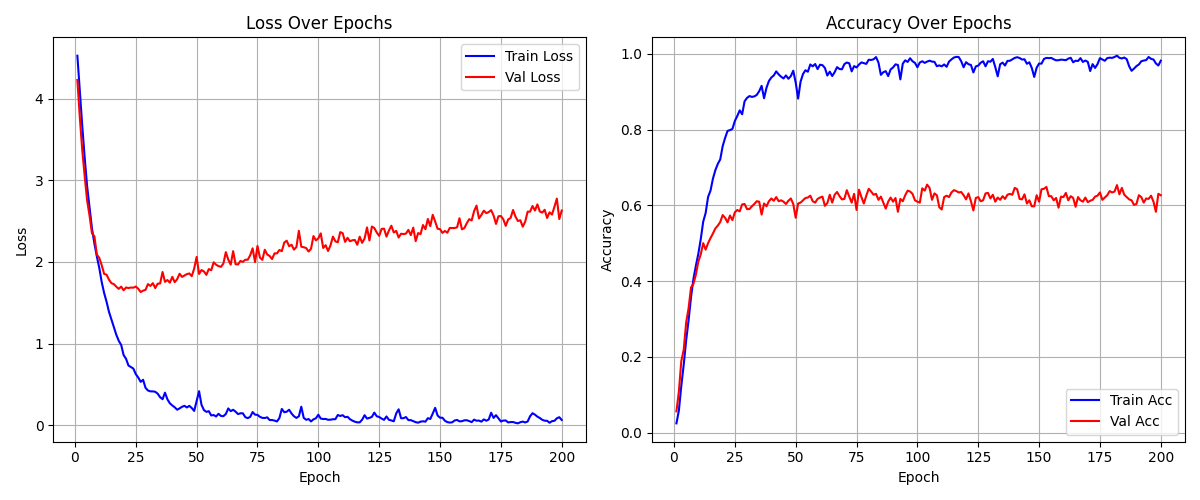 Loss Over Epochs
Train Loss
Val Loss
Loss
4
3
2
1
0
0 25 50 75 100 125 150 175 200
Epoch
Accuracy Over Epochs
Accuracy
1.0
0.8
0.6
0.4
0.2
0.0
Train Acc
Val Acc
0 25 50 75 100 125 150 175 200
Epoch